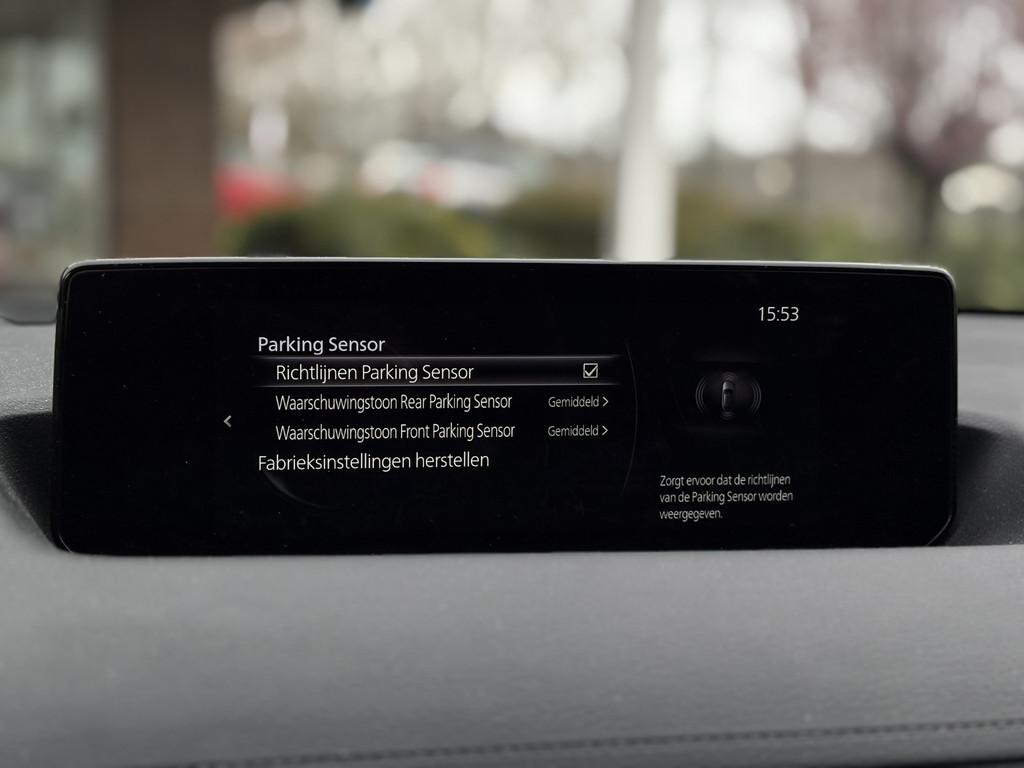 15:53
Parking Sensor
Richtlijnen Parking Sensor
Waarschuwingstoon Rear Parking Sensor Gemiddeld >
Waarschuwingstoon Front Parking Sensor Gemiddeld >
Fabrieksinstellingen herstellen
Zorgt ervoor dat de richtlijnen
van de Parking Sensor worden
weergegeven.